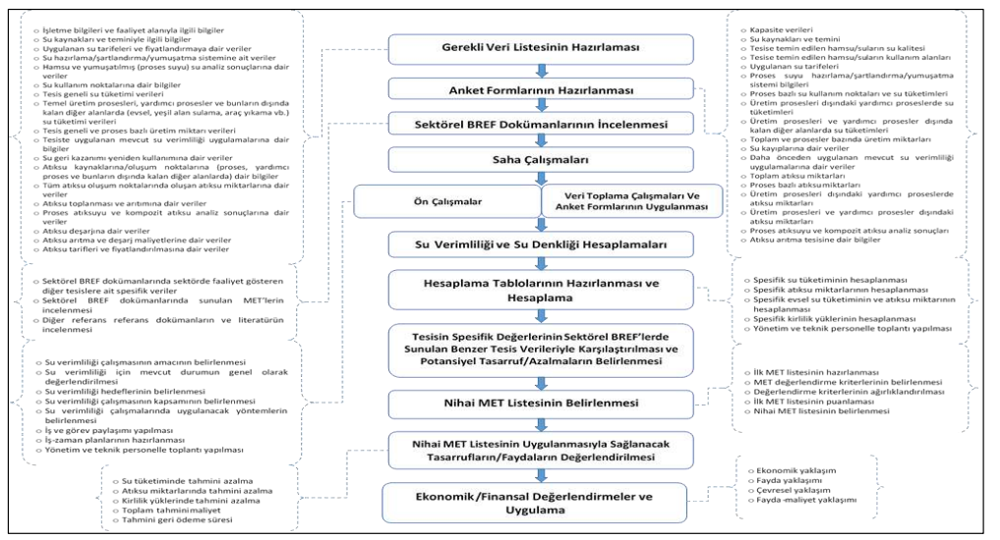 İşletme bilgileri ve faaliyet alanıyla ilgili bilgiler
Su kaynakları ve teminiyle ilgili bilgiler
Uygulanan su tarifeleri ve fiyatlandırmaya dair veriler
Su hazırlama/şartlandırma/yumuşatma sistemine ait veriler
Hamsu ve yumuşatılmış (proses suyu) su analiz sonuçlarına dair
veriler
Su kullanım noktalarına dair bilgiler
Tesis geneli su tüketimi verileri
Temel üretim prosesleri, yardımcı prosesler ve bunların dışında
kalan diğer alanlarda (evsel, yeşil alan sulama, araç yıkama vb.)
su tüketimi verileri
Tesis geneli ve proses bazlı üretim miktarı verileri
Tesiste uygulanan mevcut su verimliliği uygulamalarına dair
bilgiler
Su geri kazanımı yeniden kullanımına dair veriler
Atıksu kaynaklarına/oluşum noktalarına (proses, yardımcı
proses ve bunların dışında kalan diğer alanlarda) dair bilgiler
Tüm atıksu oluşum noktalarında oluşan atıksu miktarlarına dair
veriler
Atıksu toplanması ve arıtımına dair veriler
Proses atıksuyu ve kompozit atıksu analiz sonuçlarına dair
veriler
Atıksu deşarjına dair veriler
Atıksu arıtma ve deşarj maliyetlerine dair veriler
Atıksu tarifleri ve fiyatlandırılmasına dair veriler
Sektörel BREF dokümanlarında sektörde faaliyet gösteren
diğer tesislere ait spesifik veriler
Sektörel BREF dokümanlarında sunulan MET'lerin
incelenmesi
Diğer referans referans dokümanların ve literatürün
incelenmesi
Su verimliliği çalışmasının amacının belirlenmesi
Su verimliliği için mevcut durumun genel olarak
değerlendirilmesi
Su verimliliği hedeflerinin belirlenmesi
Su verimliliği çalışmasının kapsamının belirlenmesi
Su verimliliği çalışmalarında uygulanacak yöntemlerin
belirlenmesi
İş ve görev paylaşımı yapılması
İş-zaman planlarının hazırlanması
Yönetim ve teknik personelle toplantı yapılması
Su tüketiminde tahmini azalma
Atıksu miktarlarında tahmini azalma
Kirlilik yüklerinde tahmini azalma
Toplam tahmini maliyet
Tahmini geri ödeme süresi
Gerekli Veri Listesinin Hazırlaması
Anket Formlarının Hazırlanması
Sektörel BREF Dokümanlarının İncelenmesi
Saha Çalışmaları
Ön Çalışmalar
Veri Toplama Çalışmaları Ve
Anket Formlarının Uygulanması
Su Verimliliği ve Su Denkliği Hesaplamaları
Hesaplama Tablolarının Hazırlanması ve
Hesaplama
Tesisin Spesifik Değerlerinin Sektörel BREF'lerde
Sunulan Benzer Tesis Verileriyle Karşılaştırılması ve
Potansiyel Tasarruf/Azalmaların Belirlenmesi
Nihai MET Listesinin Belirlenmesi
Nihai MET Listesinin Uygulanmasıyla Sağlanacak
Tasarrufların/Faydaların Değerlendirilmesi
Ekonomik/Finansal Değerlendirmeler ve
Uygulama
Kapasite verileri
Su kaynakları ve temini
Tesise temin edilen hamsu/suların su kalitesi
Tesise temin edilen hamsu/suların kullanım alanları
Uygulanan su tarifeleri
Proses suyu hazırlama/şartlandırma/yumuşatma
sistemi bilgileri
Proses bazlı su kullanım noktaları ve su tüketimleri
Üretim prosesleri dışındaki yardımcı proseslerde su
tüketimleri
Üretim prosesleri ve yardımcı prosesler dışında
kalan diğer alanlarda su tüketimleri
Toplam ve prosesler bazında üretim miktarları
Su kayıplarına dair veriler
Daha önceden uygulanan mevcut su verimliliği
uygulamalarına dair veriler
Toplam atıksu miktarları
Proses bazlı atıksu miktarları
Üretim prosesleri dışındaki yardımcı proseslerde
atıksu miktarları
Üretim prosesleri ve yardımcı prosesler dışındaki
atıksu miktarları
Proses atıksuyu ve kompozit atıksu analiz sonuçları
Atıksu arıtma tesisine dair bilgiler
Spesifik su tüketiminin hesaplanması
Spesifik atıksu miktarlarının hesaplanması
Spesifik evsel su tüketiminin ve atıksu miktarının
hesaplanması
Spesifik kirlilik yüklerinin hesaplanması
Yönetim ve teknik personelle toplantı yapılması
İlk MET listesinin hazırlanması
MET değerlendirme kriterlerinin belirlenmesi
Değerlendirme kriterlerinin ağırlıklandırılması
İlk MET listesinin puanlaması
Nihai MET listesinin belirlenmesi
Ekonomik yaklaşım
Fayda yaklaşımı
Çevresel yaklaşım
Fayda -maliyet yaklaşımı